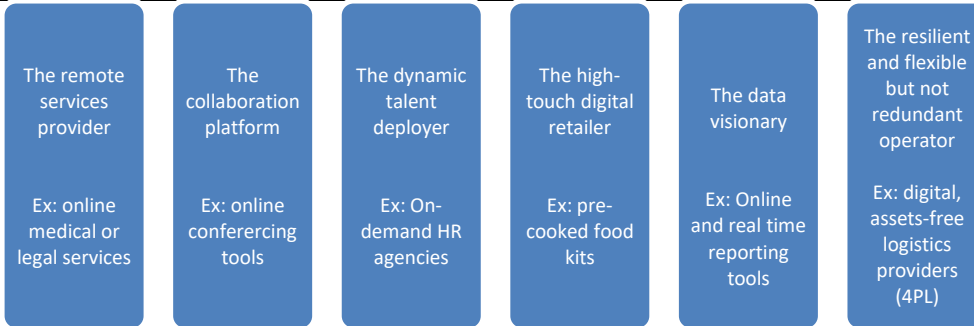 The remote
services
provider
Ex: online
medical or
legal services
The
collaboration
platform
Ex: online
conferercing
tools
The dynamic
talent
deployer
Ex: On-
demand HR
agencies
The high-
touch digital
retailer
Ex: pre-
cooked food
kits
The data
visionary
Ex: Online
and real time
reporting
tools
The resilient
and flexible
but not
redundant
operator
Ex: digital,
assets-free
logistics
providers
(4PL)